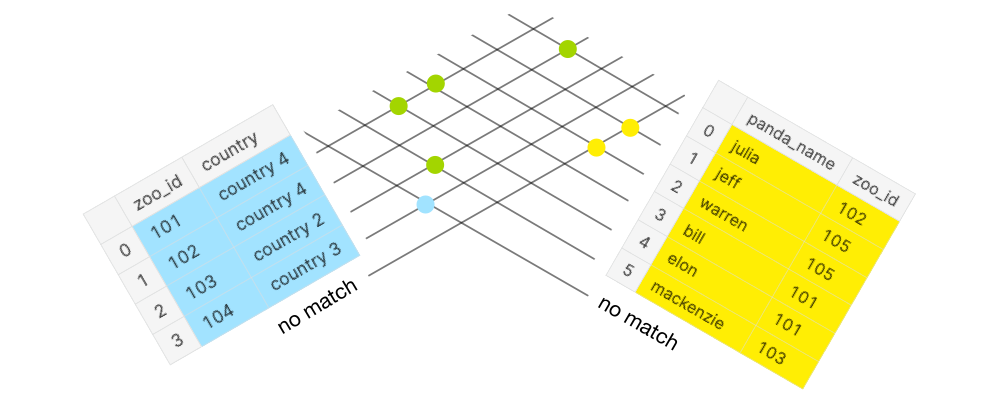 zoo_id country
0 101 country 4
1 102 country 4
2 103 country 2
3 104 country 3
no match
panda_name zoo_id
0 julia 102
1 jeff 105
2 warren 105
3 bill 101
4 elon 101
5 mackenzie 103
no match